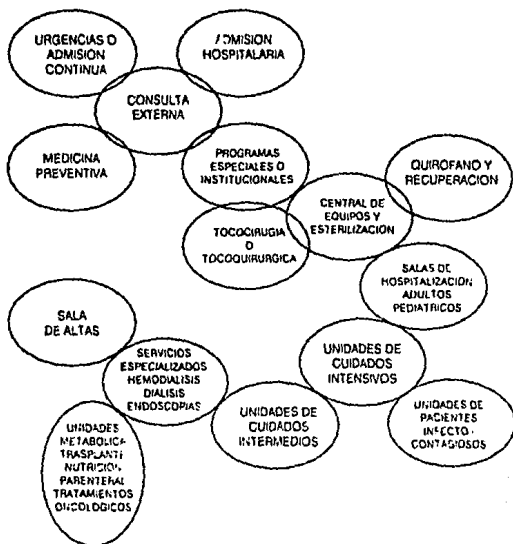 URGENCIAS O
ADMISION
CONTINUA
ADMISION
HOSPITALARIA
CONSULTA
EXTERNA
MEDICINA
PREVENTIVA
PROGRAMAS
ESPECIALES O
INSTITUCIONALES
QUIROFANO Y
RECUPERACION
CENTRAL DE
EQUIPOS Y
ESTERILIZACIÓN
TOCOCIRUGIA
O
TOCOQUIRURGICA
SALAS DE
HOSPITALIZACION
ADULTOS
PEDIATRICOS
SALA
DE ALTAS
SERVICIOS
ESPECIALIZADOS
HEMODIALISIS
DIALISIS
ENDOSCOPIAS
UNIDADES DE
CUIDADOS
INTENSIVOS
UNIDADES DE
CUIDADOS
INTERMEDIOS
UNIDADES DE
PACIENTES
INFECTO-
CONTAGIOSOS
UNIDADES
METABOLICA
TRASPLANTE
NUTRICION
PARENTERAL
TRATAMIENTOS
ONCOLOGICOS